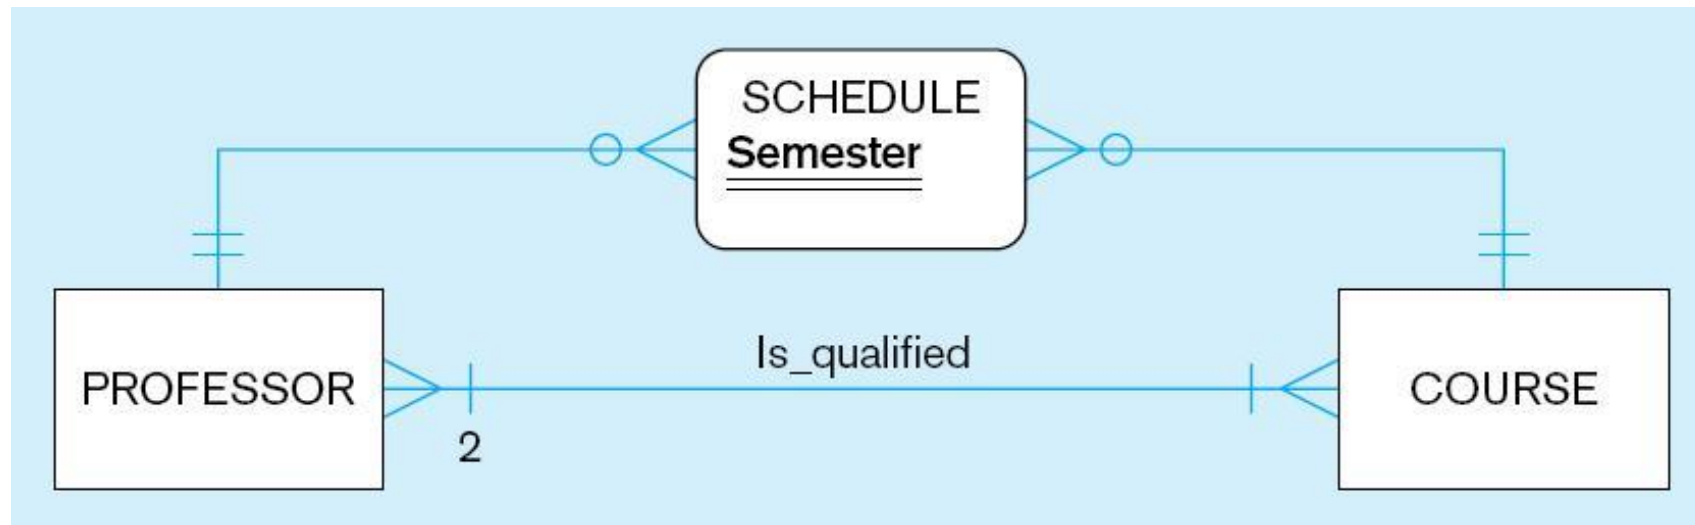 SCHEDULE
Semester
Is_qualified
PROFESSOR
COURSE
2